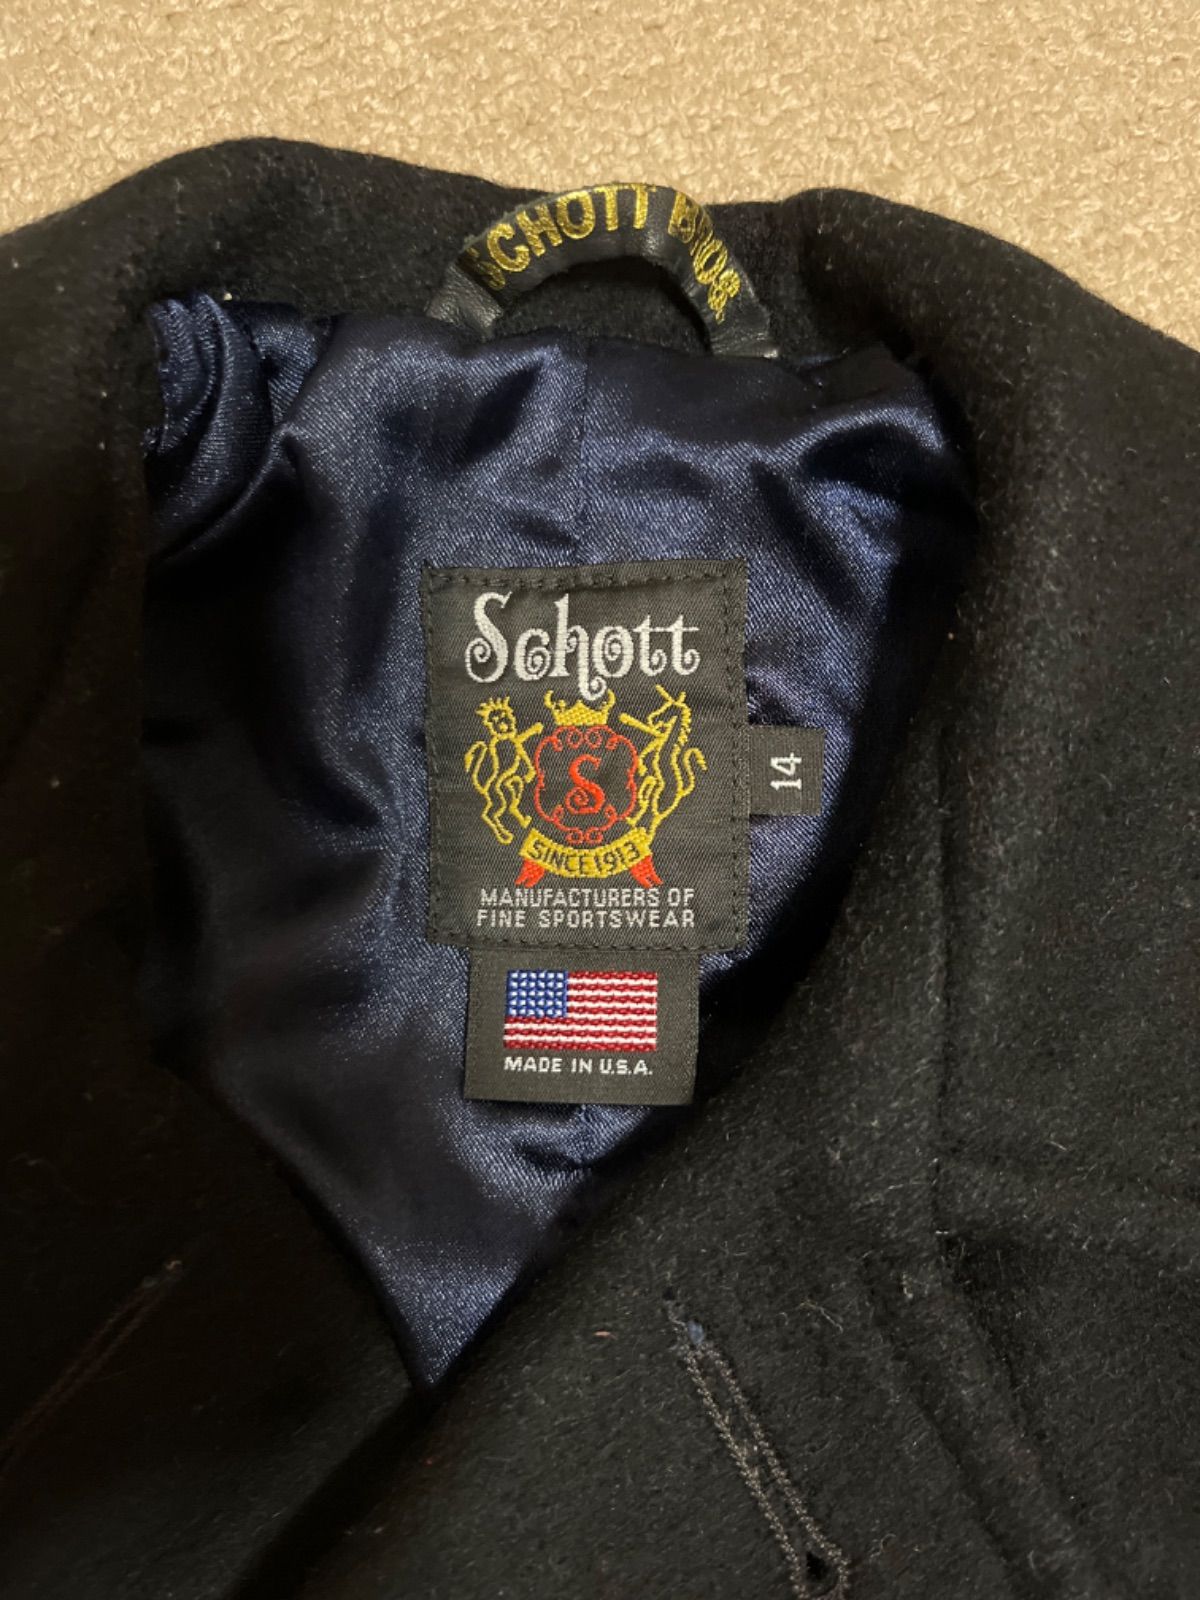 SCHOTT BROS.
Schott
S
14
SINCE 1913
MANUFACTURERS OF
FINE SPORTSWEAR
MADE IN U.S.A.